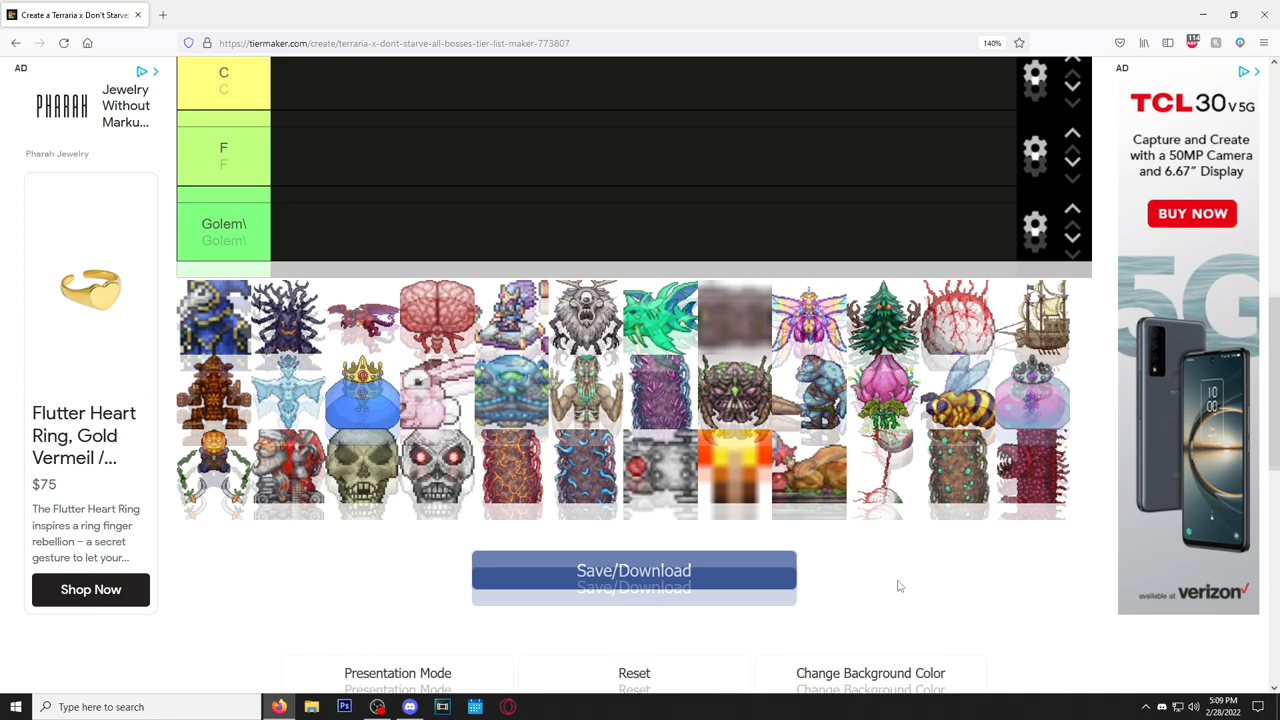 Create a Terraria x Don't Starve:
https://tiermaker.com/create/terraria-x-dont-starve-all-bosses-tier-list-maker-773807
140%
114
AD
PHARAH
Jewelry
Without
Marku...
Pharah Jewelry
Flutter Heart
Ring, Gold
Vermeil /...
$75
The Flutter Heart Ring
inspires a ring finger
rebellion – a secret
gesture to let your...
Shop Now
C
C
F
F
Golem\
Golem\
Save/Download
Save/Download
Presentation Mode
Presentation Mode
Reset
Reset
Change Background Color
Change Background Color
AD
TCL 30 V 5G
Capture and Create
with a 50MP Camera
and 6.67” Display
BUY NOW
5G
10
08
available at verizon
Type here to search
5:09 PM
2/28/2022